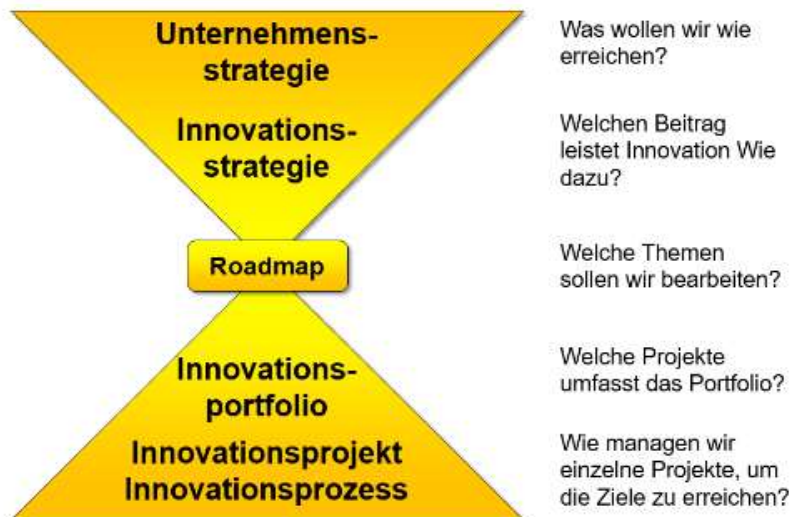 Unternehmens-
strategie
Was wollen wir wie
erreichen?
Innovations-
strategie
Welchen Beitrag
leistet Innovation Wie
dazu?
Roadmap
Welche Themen
sollen wir bearbeiten?
Innovations-
portfolio
Welche Projekte
umfasst das Portfolio?
Innovationsprojekt
Innovationsprozess
Wie managen wir
einzelne Projekte, um
die Ziele zu erreichen?